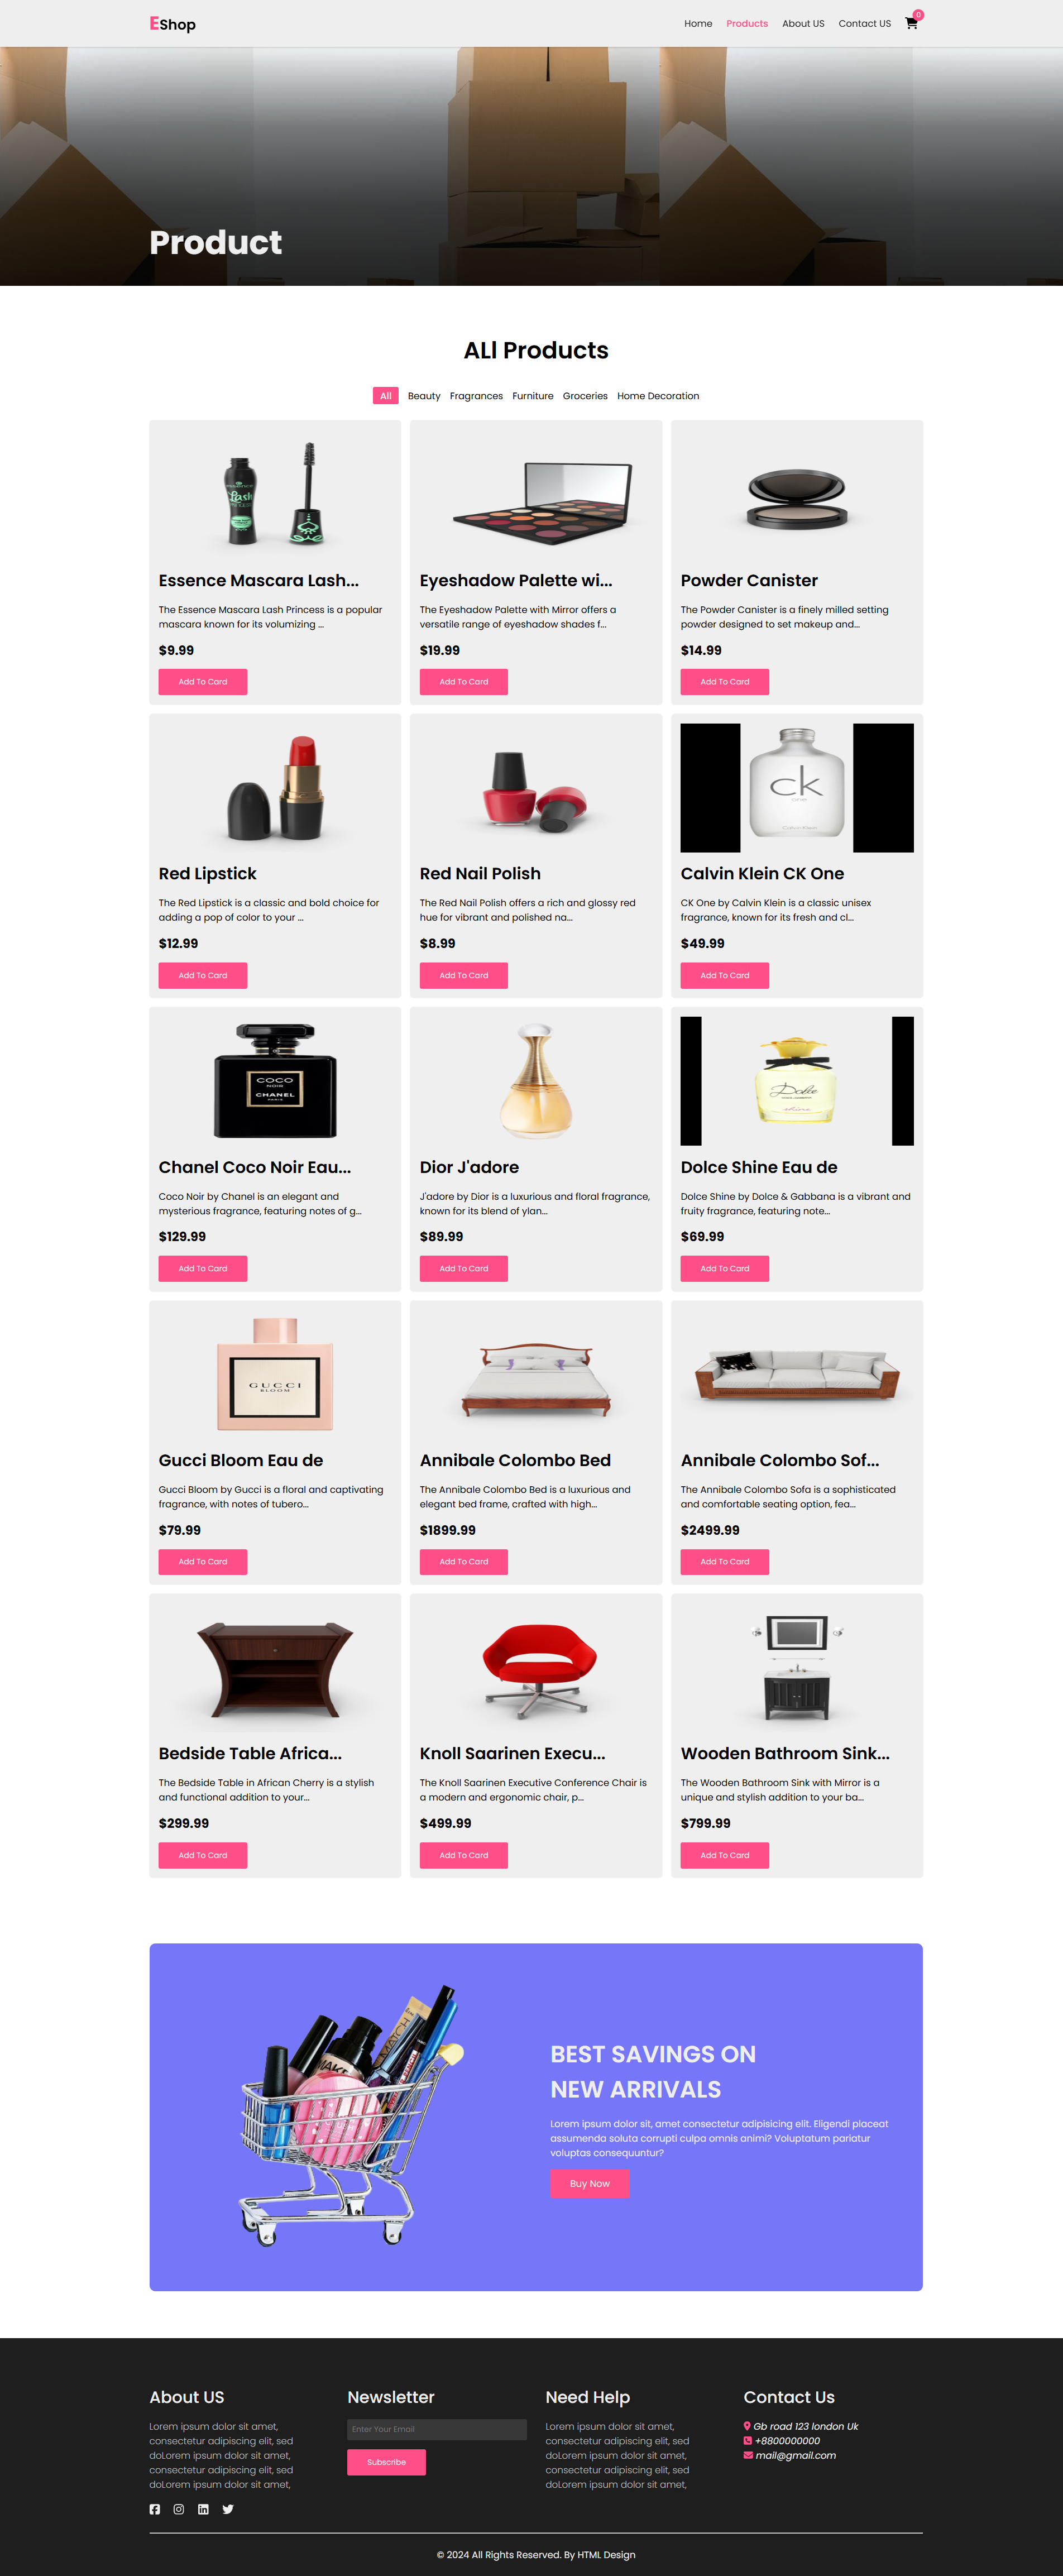 EShop
Home Products About US Contact US 0
Product
ALl Products
All Beauty Fragrances Furniture Groceries Home Decoration
Lash
Essence Mascara Lash...
The Essence Mascara Lash Princess is a popular
mascara known for its volumizing ...
$9.99
Add To Card
Eyeshadow Palette wi...
The Eyeshadow Palette with Mirror offers a
versatile range of eyeshadow shades f...
$19.99
Add To Card
Powder Canister
The Powder Canister is a finely milled setting
powder designed to set makeup and...
$14.99
Add To Card
Red Lipstick
The Red Lipstick is a classic and bold choice for
adding a pop of color to your ...
$12.99
Add To Card
Red Nail Polish
The Red Nail Polish offers a rich and glossy red
hue for vibrant and polished na...
$8.99
Add To Card
ck
one
Calvin Klein
Calvin Klein CK One
CK One by Calvin Klein is a classic unisex
fragrance, known for its fresh and cl...
$49.99
Add To Card
COCO
NOIR
CHANEL
PARIS
Chanel Coco Noir Eau...
Coco Noir by Chanel is an elegant and
mysterious fragrance, featuring notes of g...
$129.99
Add To Card
Dior J'adore
J'adore by Dior is a luxurious and floral fragrance,
known for its blend of ylan...
$89.99
Add To Card
Dolce
shine
Dolce Shine Eau de
Dolce Shine by Dolce & Gabbana is a vibrant and
fruity fragrance, featuring note...
$69.99
Add To Card
GUCCI
BLOOM
Gucci Bloom Eau de
Gucci Bloom by Gucci is a floral and captivating
fragrance, with notes of tubero...
$79.99
Add To Card
Annibale Colombo Bed
The Annibale Colombo Bed is a luxurious and
elegant bed frame, crafted with high...
$1899.99
Add To Card
Annibale Colombo Sof...
The Annibale Colombo Sofa is a sophisticated
and comfortable seating option, fea...
$2499.99
Add To Card
Bedside Table Africa...
The Bedside Table in African Cherry is a stylish
and functional addition to your...
$299.99
Add To Card
Knoll Saarinen Execu...
The Knoll Saarinen Executive Conference Chair is
a modern and ergonomic chair, p...
$499.99
Add To Card
Wooden Bathroom Sink...
The Wooden Bathroom Sink with Mirror is a
unique and stylish addition to your ba...
$799.99
Add To Card
MATCH
MAKE
BEST SAVINGS ON
NEW ARRIVALS
Lorem ipsum dolor sit, amet consectetur adipisicing elit. Eligendi placeat
assumenda soluta corrupti culpa omnis animi? Voluptatum pariatur
voluptas consequuntur?
Buy Now
About US
Lorem ipsum dolor sit amet,
consectetur adipiscing elit, sed
doLorem ipsum dolor sit amet,
consectetur adipiscing elit, sed
doLorem ipsum dolor sit amet,
Newsletter
Enter Your Email
Subscribe
Need Help
Lorem ipsum dolor sit amet,
consectetur adipiscing elit, sed
doLorem ipsum dolor sit amet,
consectetur adipiscing elit, sed
doLorem ipsum dolor sit amet,
Contact Us
Gb road 123 london Uk
+8800000000
mail@gmail.com
© 2024 All Rights Reserved. By HTML Design